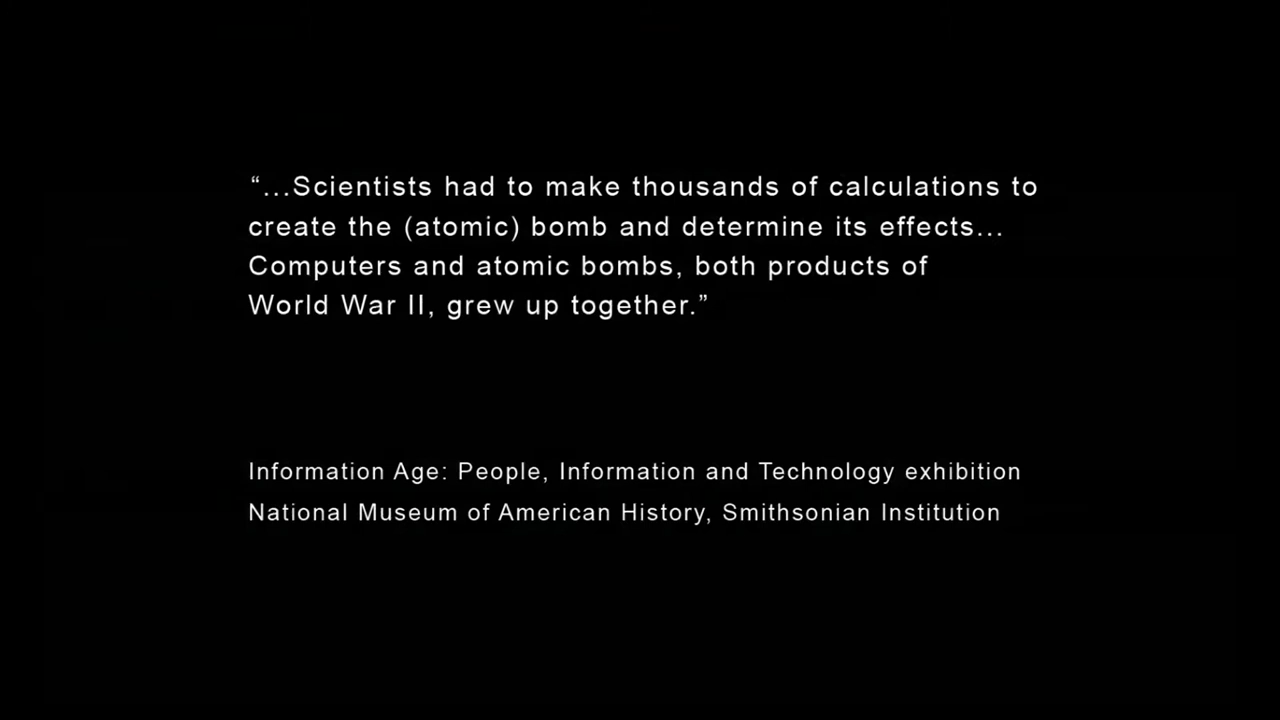 “...Scientists had to make thousands of calculations to
create the (atomic) bomb and determine its effects...
Computers and atomic bombs, both products of
World War II, grew up together.”
Information Age: People, Information and Technology exhibition
National Museum of American History, Smithsonian Institution